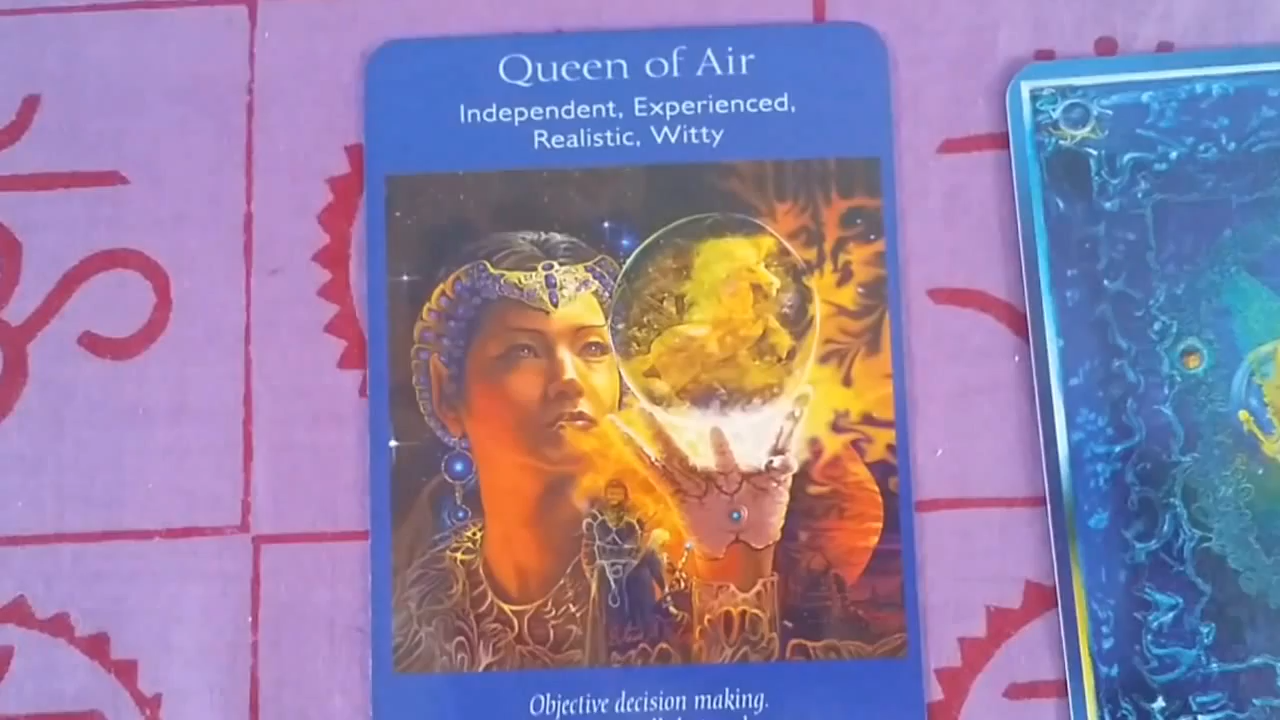 Queen of Air
Independent, Experienced,
Realistic, Witty
Objective decision making.